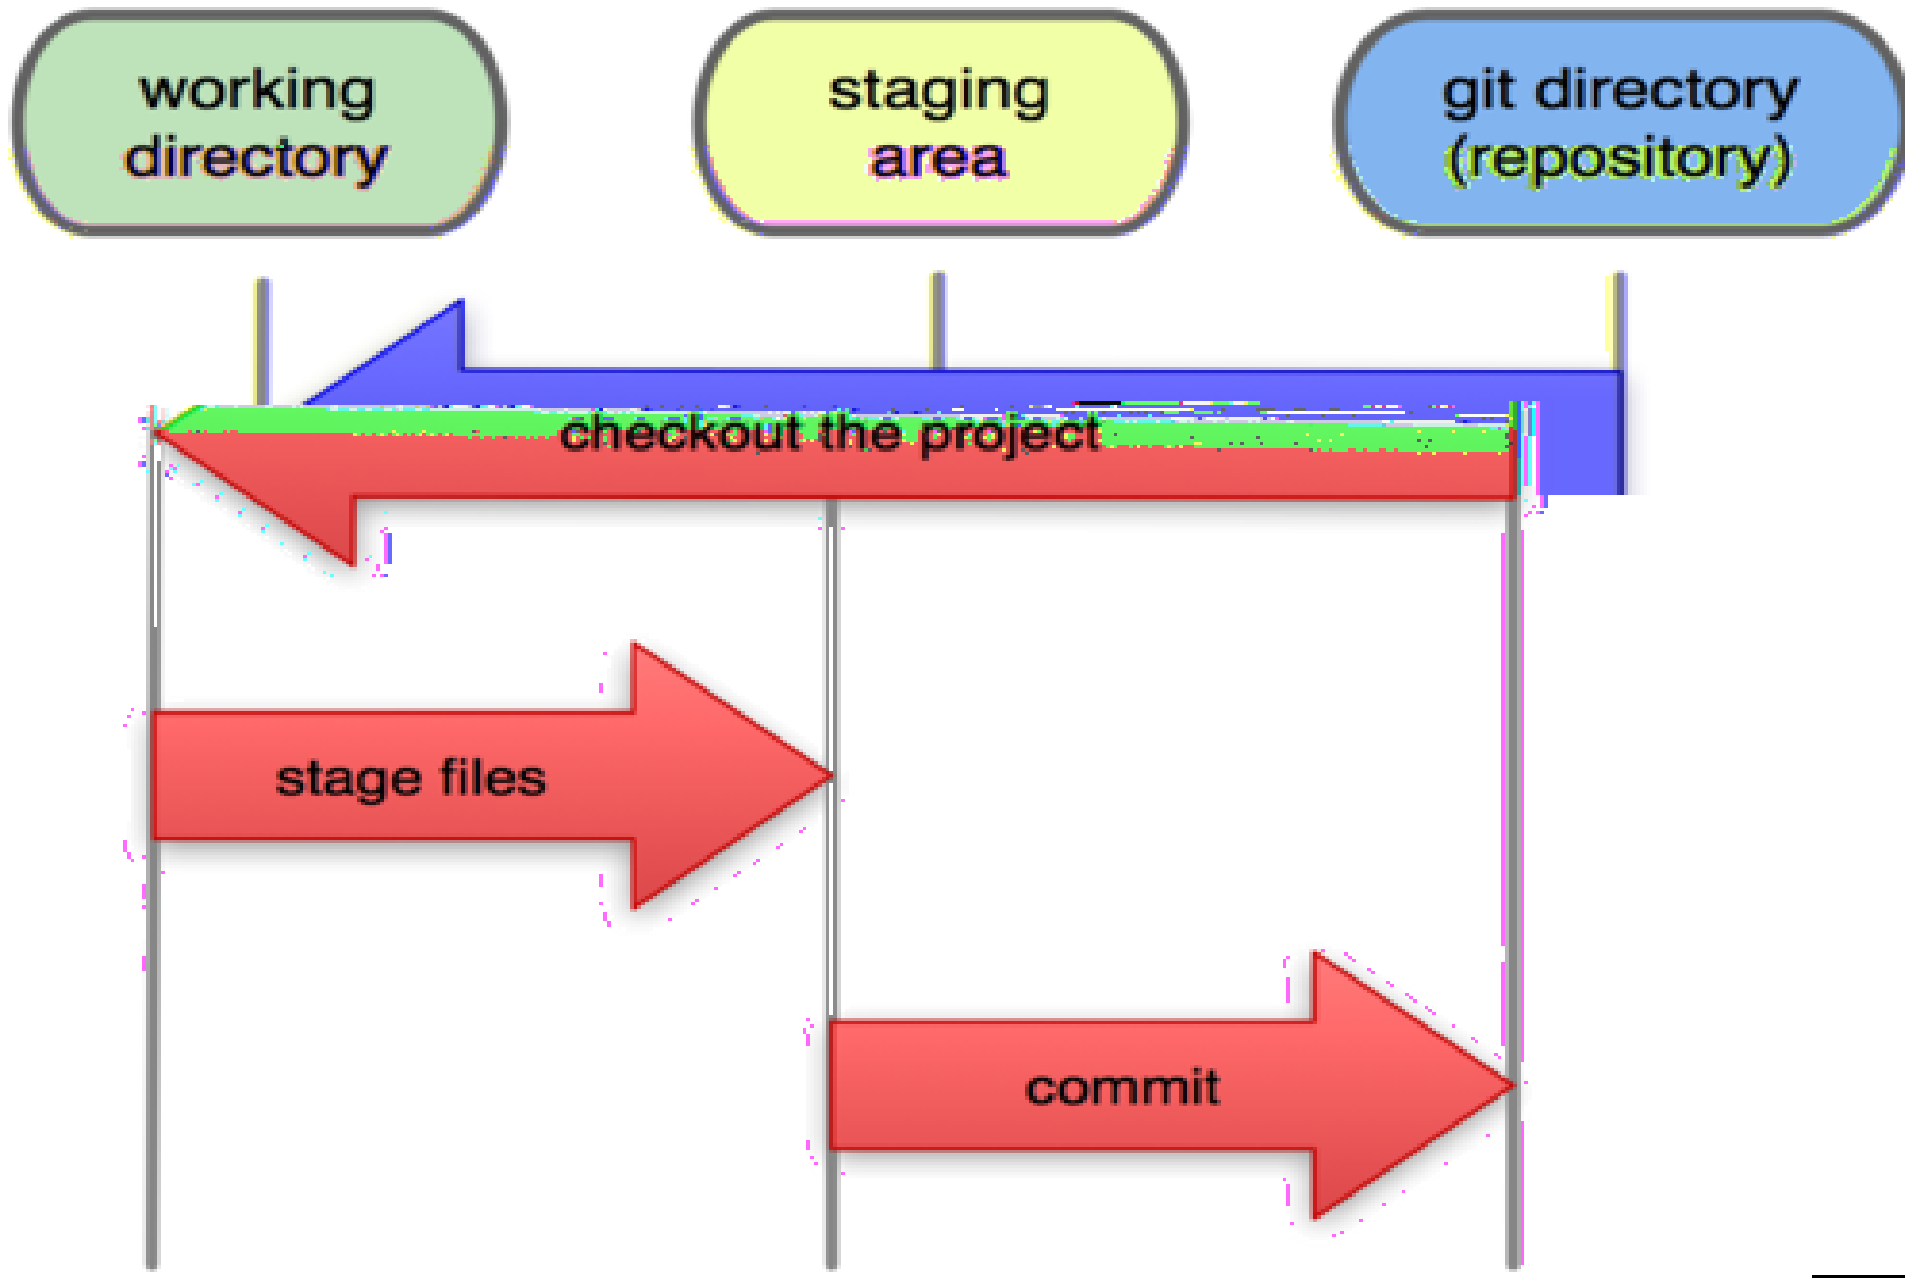 working
directory
staging
area
git directory
(repository)
checkout the project
stage files
commit